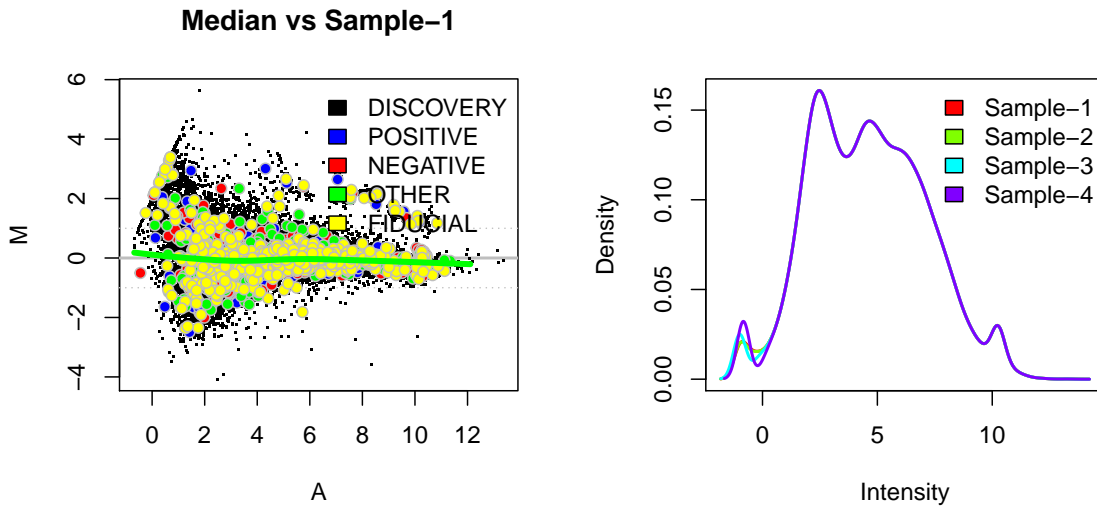 Median vs Sample−1
M
6
4
2
0
−2
−4
DISCOVERY
POSITIVE
NEGATIVE
OTHER
FIDUCIAL
0 2 4 6 8 10 12
A
Density
0.15
0.10
0.05
0.00
Sample−1
Sample−2
Sample−3
Sample−4
0 5 10
Intensity